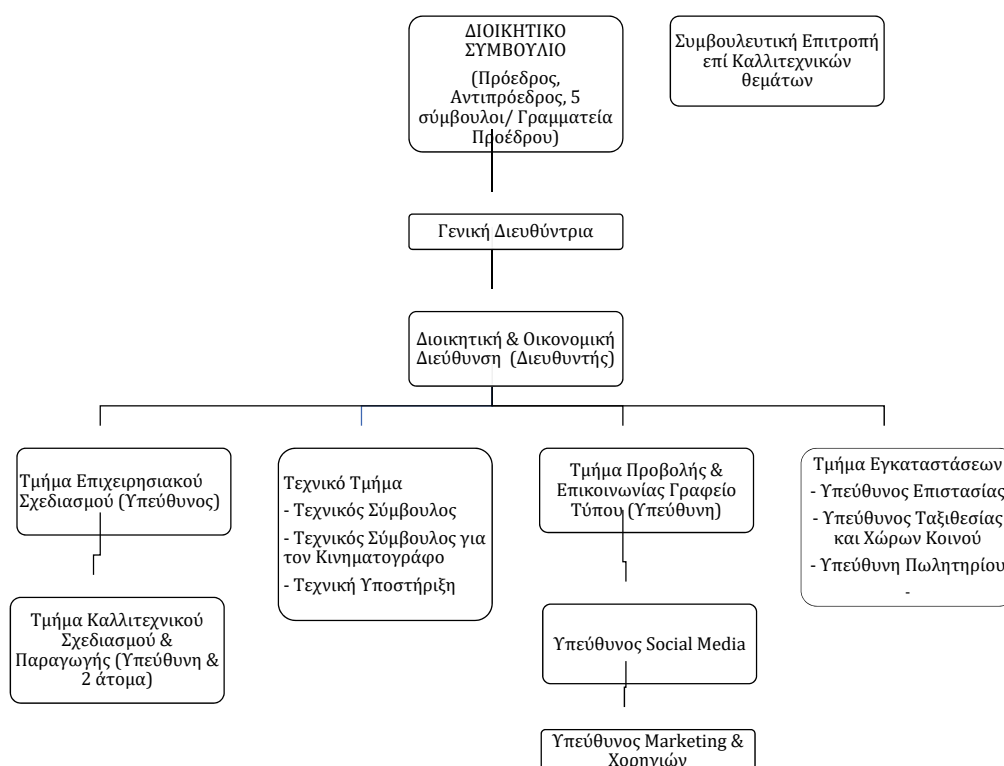 ΔΙΟΙΚΗΤΙΚΟ
ΣΥΜΒΟΥΛΙΟ
(Πρόεδρος,
Αντιπρόεδρος, 5
σύμβουλοι/ Γραμματεία
Προέδρου)
Συμβουλευτική Επιτροπή
επί Καλλιτεχνικών
θεμάτων
Γενική Διευθύντρια
Διοικητική & Οικονομική
Διεύθυνση (Διευθυντής)
Τμήμα Επιχειρησιακού
Σχεδιασμού (Υπεύθυνος)
Τμήμα Καλλιτεχνικού
Σχεδιασμού &
Παραγωγής (Υπεύθυνη &
2 άτομα)
Τεχνικό Τμήμα
- Τεχνικός Σύμβουλος
- Τεχνικός Σύμβουλος για
τον Κινηματογράφο
- Τεχνική Υποστήριξη
Τμήμα Προβολής &
Επικοινωνίας Γραφείο
Τύπου (Υπεύθυνη)
Υπεύθυνος Social Media
Υπεύθυνος Marketing &
Χορηγιών
Τμήμα Εγκαταστάσεων
- Υπεύθυνος Επιστασίας
- Υπεύθυνος Ταξιθεσίας
και Χώρων Κοινού
- Υπεύθυνη Πωλητηρίου
-